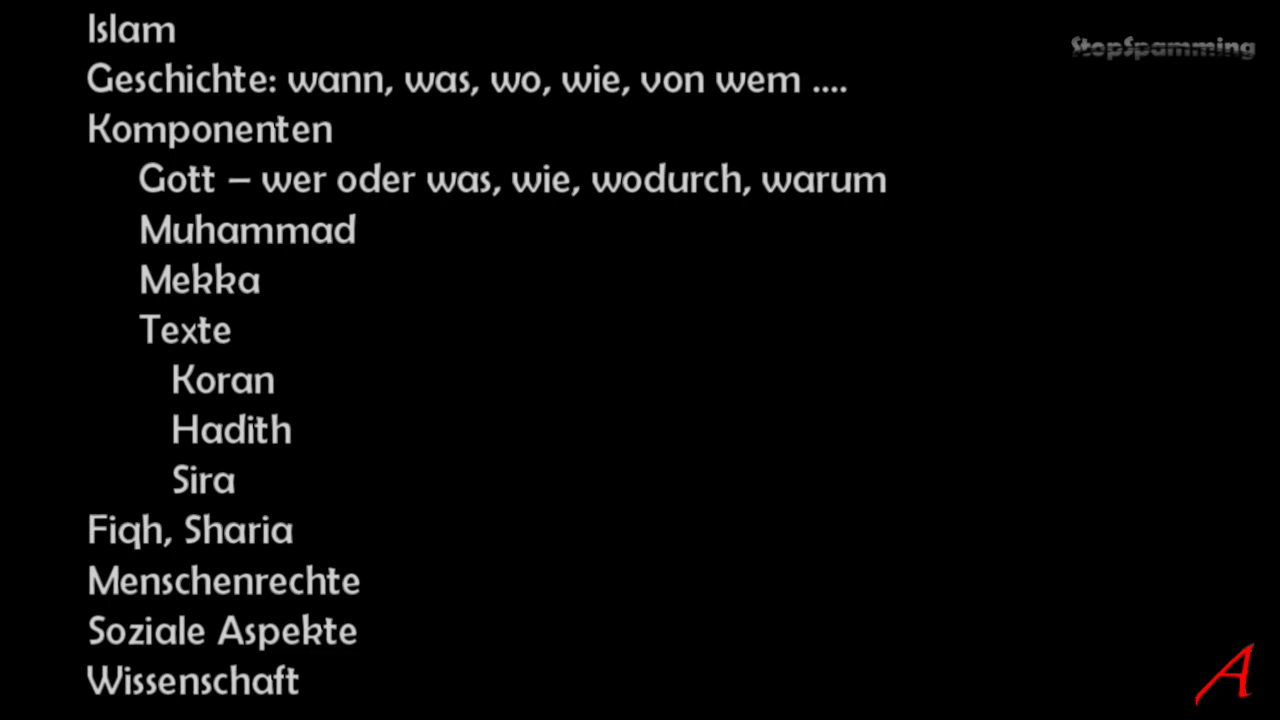 Islam
StopSpamming
Geschichte: wann, was, wo, wie, von wem ....
Komponenten
Gott – wer oder was, wie, wodurch, warum
Muhammad
Mekka
Texte
Koran
Hadith
Sira
Fiqh, Sharia
Menschenrechte
Soziale Aspekte
Wissenschaft
A